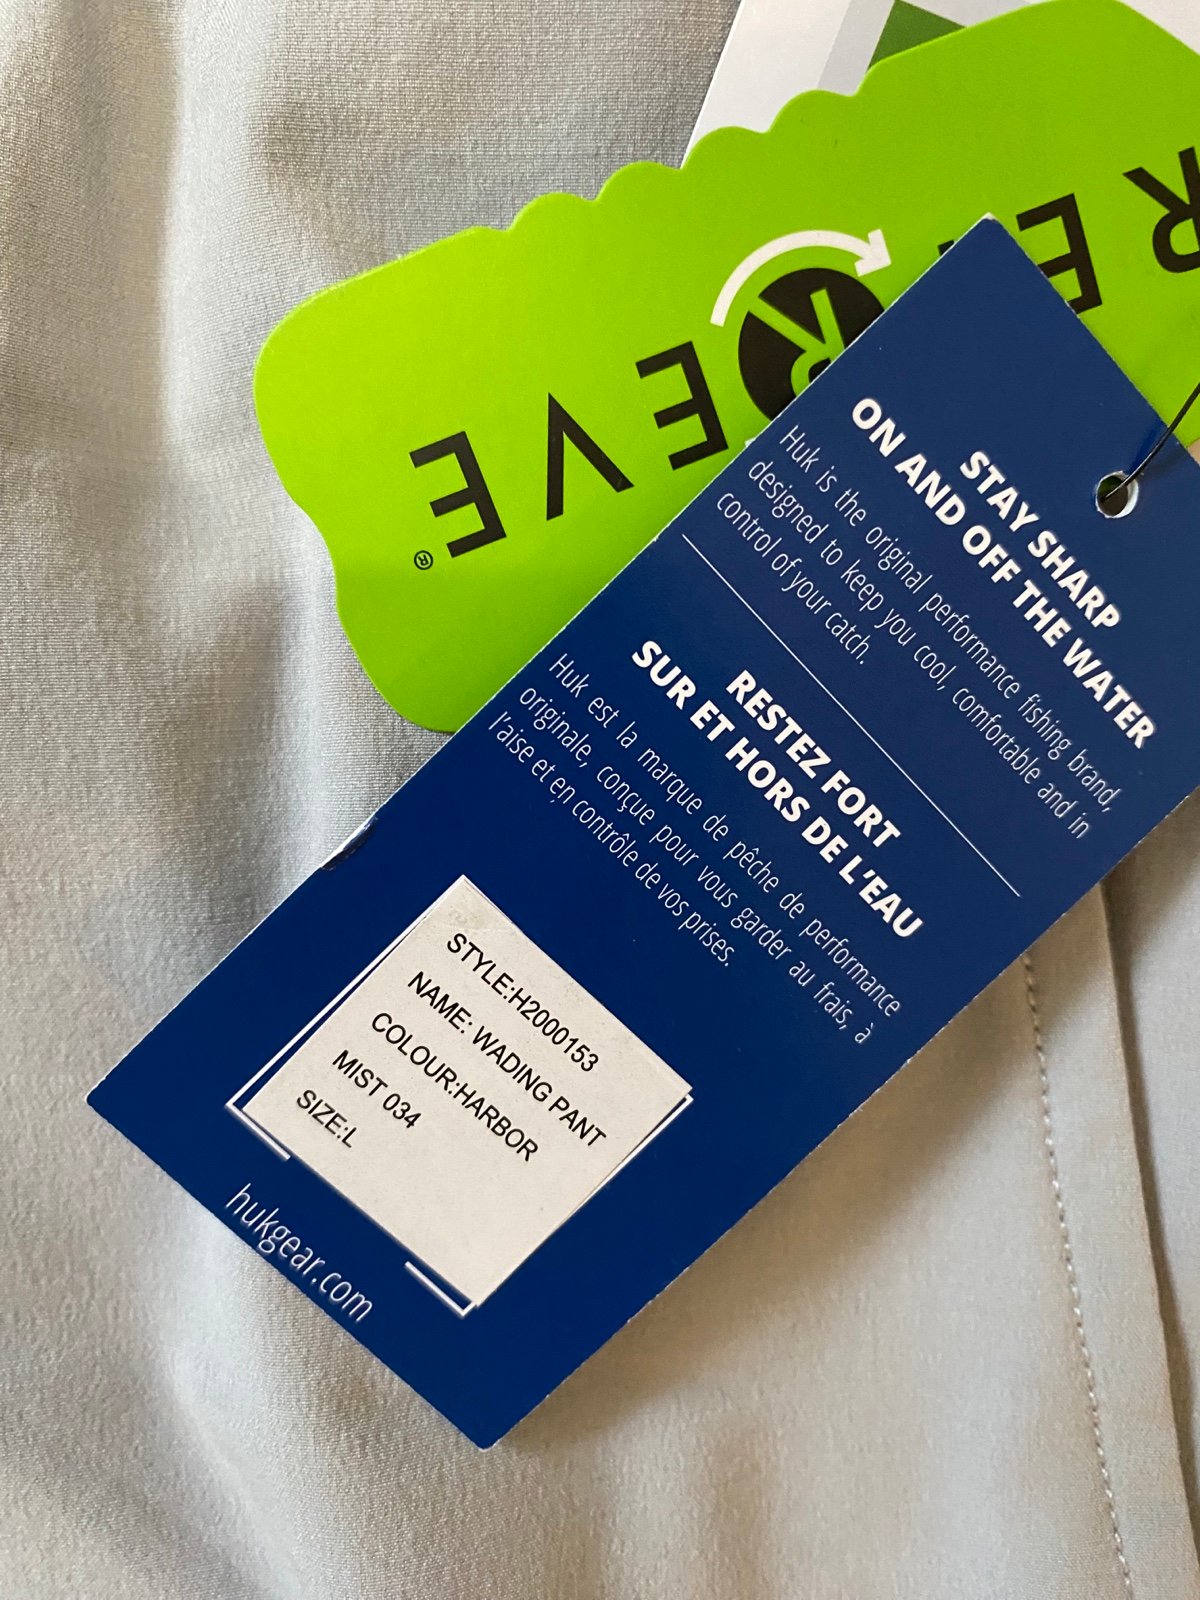 STAY SHARP
ON AND OFF THE WATER
Huk is the original performance fishing brand,
designed to keep you cool, comfortable and in
control of your catch.
RESTEZ FORT
SUR ET HORS DE L'EAU
Huk est la marque de pêche de performance
originale, conçue pour vous garder au frais, à
l'aise et en contrôle de vos prises.
STYLE:H2000153
NAME: WADING PANT
COLOUR:HARBOR
MIST 034
SIZE:L
hukgear.com